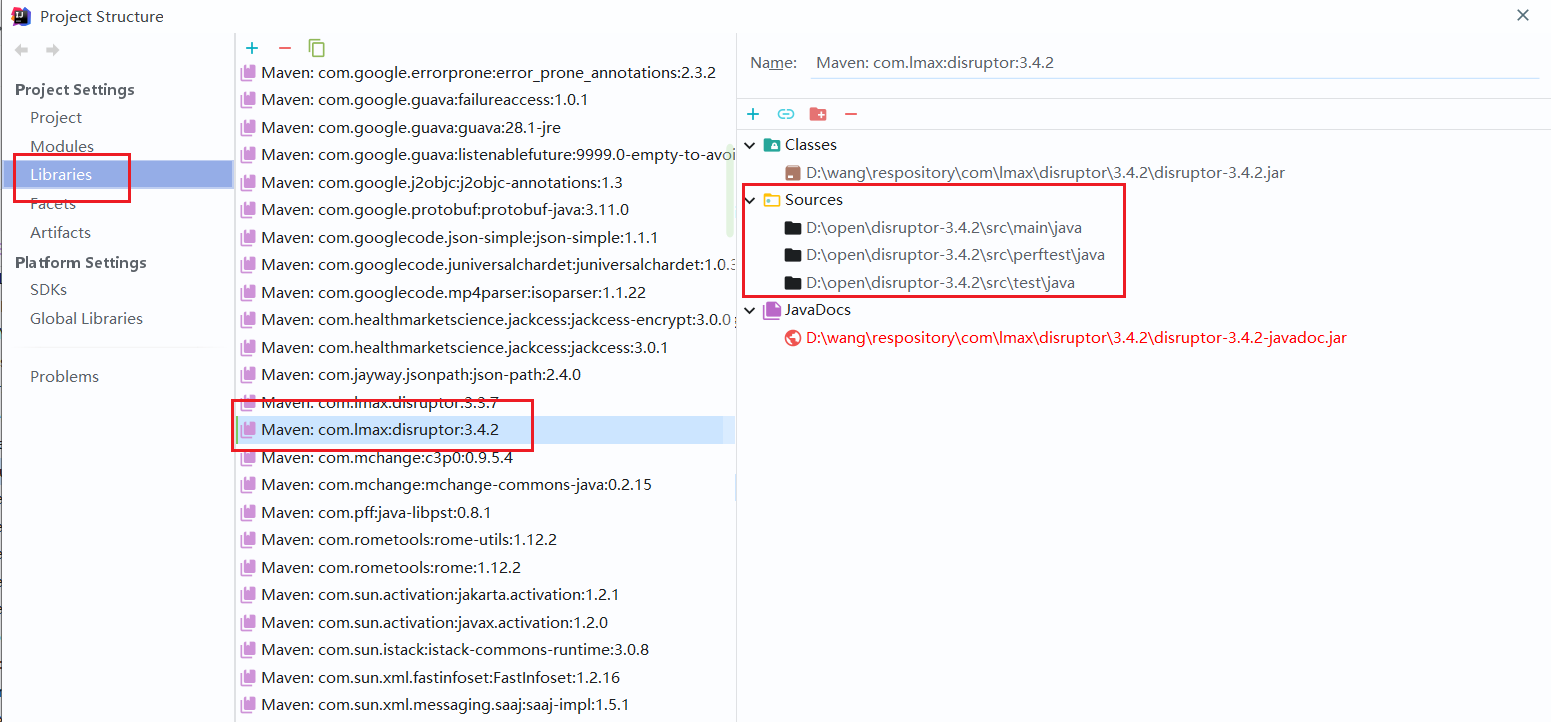 Project Structure
Project Settings
Project
Modules
Libraries
Facets
Artifacts
Platform Settings
SDKs
Global Libraries
Problems
Maven: com.google.errorprone:error_prone_annotations:2.3.2
Maven: com.google.guava:failureaccess:1.0.1
Maven: com.google.guava:guava:28.1-jre
Maven: com.google.guava:listenablefuture:9999.0-empty-to-avoi
Maven: com.google.j2objc:j2objc-annotations:1.3
Maven: com.google.protobuf:protobuf-java:3.11.0
Maven: com.googlecode.json-simple:json-simple:1.1.1
Maven: com.googlecode.juniversalchardet:juniversalchardet:1.0.3
Maven: com.googlecode.mp4parser:isoparser:1.1.22
Maven: com.healthmarketscience.jackcess:jackcess-encrypt:3.0.0
Maven: com.healthmarketscience.jackcess:jackcess:3.0.1
Maven: com.jayway.jsonpath:json-path:2.4.0
Maven: com.lmax:disruptor:3.3.7
Maven: com.lmax:disruptor:3.4.2
Maven: com.mchange:c3p0:0.9.5.4
Maven: com.mchange:mchange-commons-java:0.2.15
Maven: com.pff:java-libpst:0.8.1
Maven: com.rometools:rome-utils:1.12.2
Maven: com.rometools:rome:1.12.2
Maven: com.sun.activation:jakarta.activation:1.2.1
Maven: com.sun.activation:javax.activation:1.2.0
Maven: com.sun.istack:istack-commons-runtime:3.0.8
Maven: com.sun.xml.fastinfoset:FastInfoset:1.2.16
Maven: com.sun.xml.messaging.saaj:saaj-impl:1.5.1
Name: Maven: com.lmax:disruptor:3.4.2
Classes
D:\wang\respository\com\lmax\disruptor\3.4.2\disruptor-3.4.2.jar
Sources
D:\open\disruptor-3.4.2\src\main\java
D:\open\disruptor-3.4.2\src\perftest\java
D:\open\disruptor-3.4.2\src\test\java
JavaDocs
D:\wang\respository\com\lmax\disruptor\3.4.2\disruptor-3.4.2-javadoc.jar